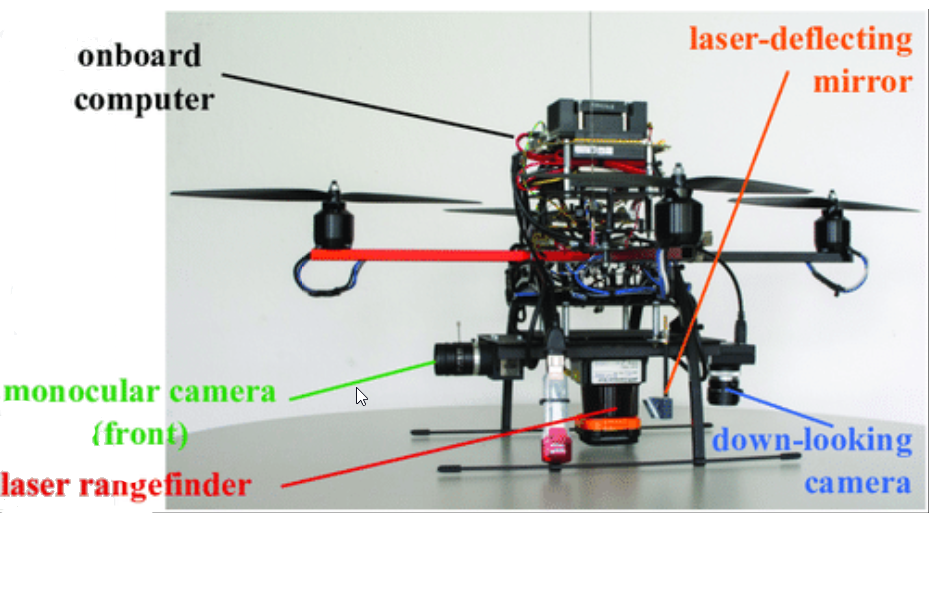 onboard
computer
laser-deflecting
mirror
monocular camera
(front)
laser rangefinder
down-looking
camera